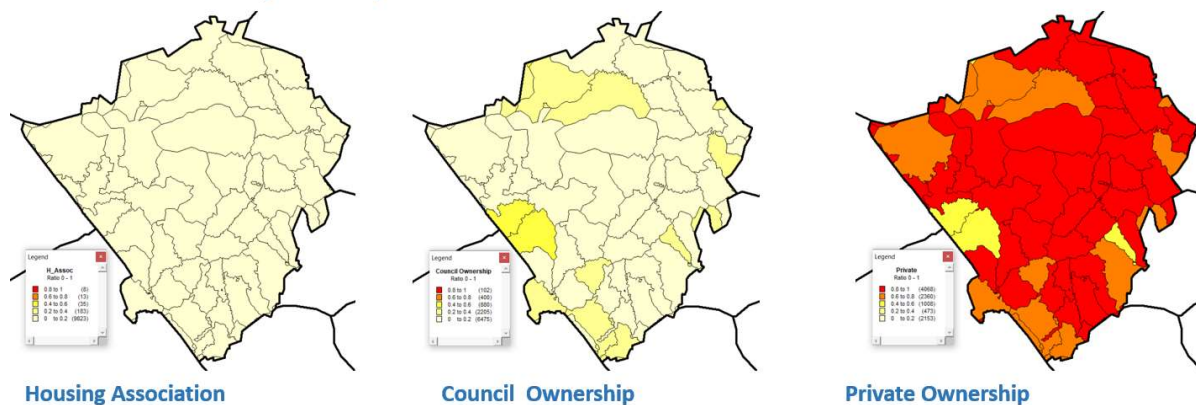 Legend
H_Assoc
Ratio 0 - 1
0.8 to 1 (6)
0.6 to 0.8 (13)
0.4 to 0.6 (35)
0.2 to 0.4 (183)
0 to 0.2 (9823)
Housing Association
Legend
Council Ownership
Ratio 0 - 1
0.8 to 1 (102)
0.6 to 0.8 (400)
0.4 to 0.6 (880)
0.2 to 0.4 (2205)
0 to 0.2 (6475)
Council Ownership
Legend
Private
Ratio 0 - 1
0.8 to 1 (4068)
0.6 to 0.8 (2360)
0.4 to 0.6 (1008)
0.2 to 0.4 (473)
0 to 0.2 (2153)
Private Ownership